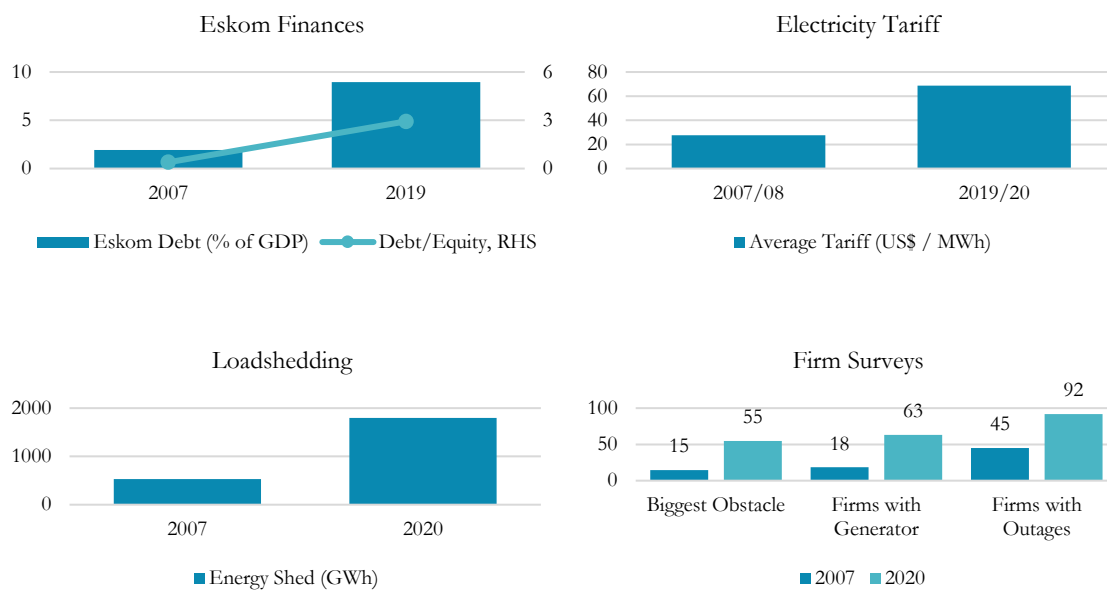 Eskom Finances
10
5
0
6
3
0
2007 2019
Eskom Debt (% of GDP) Debt/Equity, RHS
Electricity Tariff
80
60
40
20
0
2007/08 2019/20
Average Tariff (US$ / MWh)
Loadshedding
2000
1000
0
2007 2020
Energy Shed (GWh)
Firm Surveys
100
50
0
15 55 18 63 45 92
Biggest Obstacle Firms with Firms with
Generator Outages
2007 2020